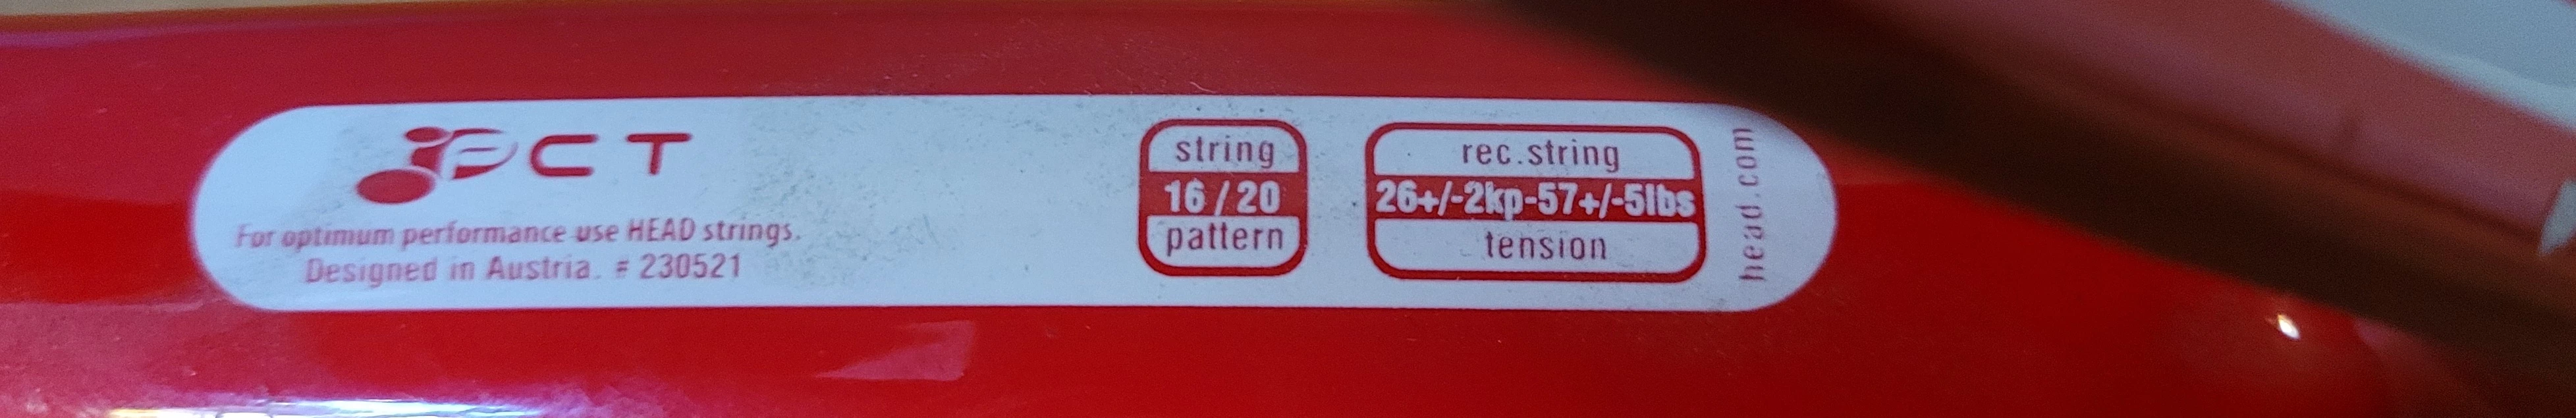 PCT
For optimum performance use HEAD strings.
Designed in Austria. # 230521
string
16 / 20
pattern
rec.string
26+/-2kp-57+/-5lbs
tension
head.com